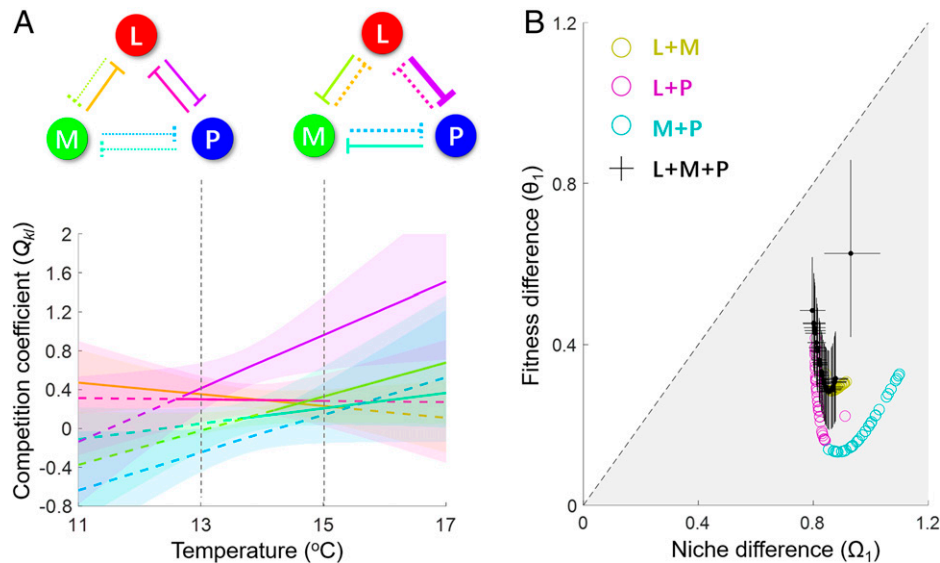 A
L
M
P
L
M
P
Competition coefficient (Qkl)
2
1.6
1.2
0.8
0.4
0
-0.4
-0.8
11
13
15
17
Temperature (oC)
B
Fitness difference (θ1)
1.2
0.8
0.4
0
L+M
L+P
M+P
L+M+P
0
0.4
0.8
1.2
Niche difference (Ω1)